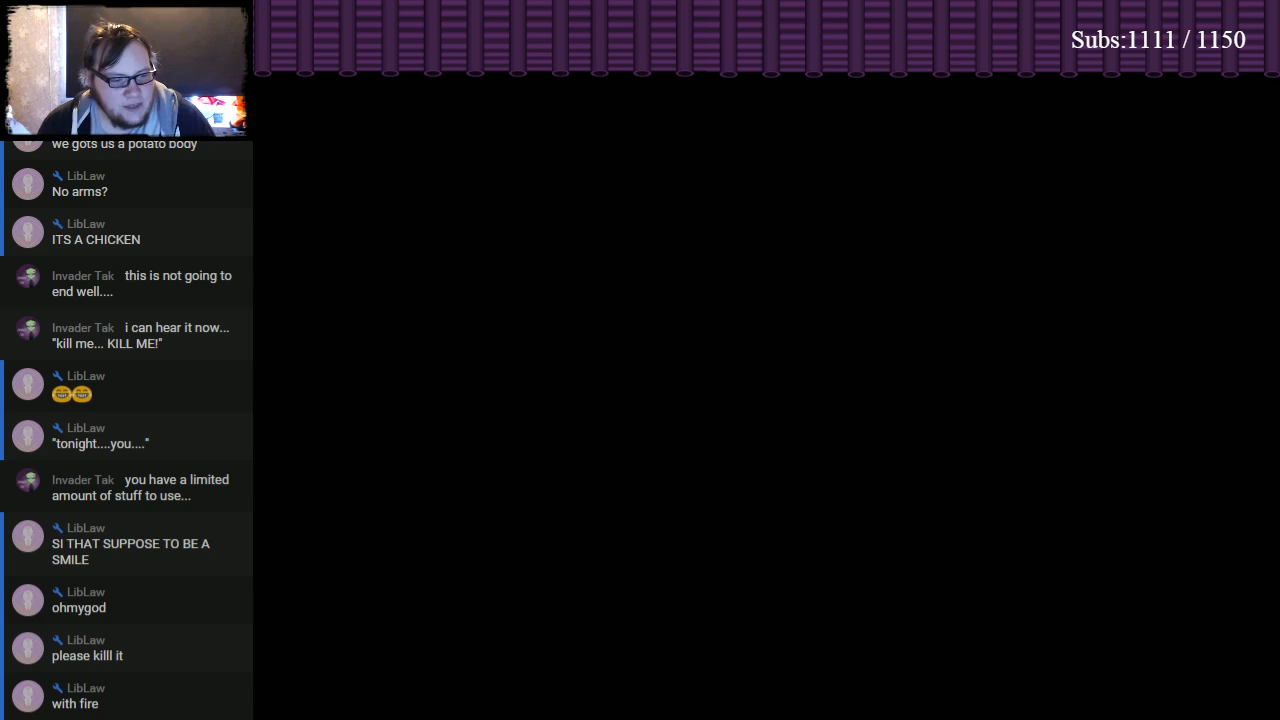 Subs:1111 / 1150
we gots us a potato body
LibLaw
No arms?
LibLaw
ITS A CHICKEN
Invader Tak this is not going to
end well....
Invader Tak i can hear it now...
"kill me... KILL ME!"
LibLaw
LibLaw
"tonight....you...."
Invader Tak you have a limited
amount of stuff to use...
LibLaw
SI THAT SUPPOSE TO BE A
SMILE
LibLaw
ohmygod
LibLaw
please killl it
LibLaw
with fire